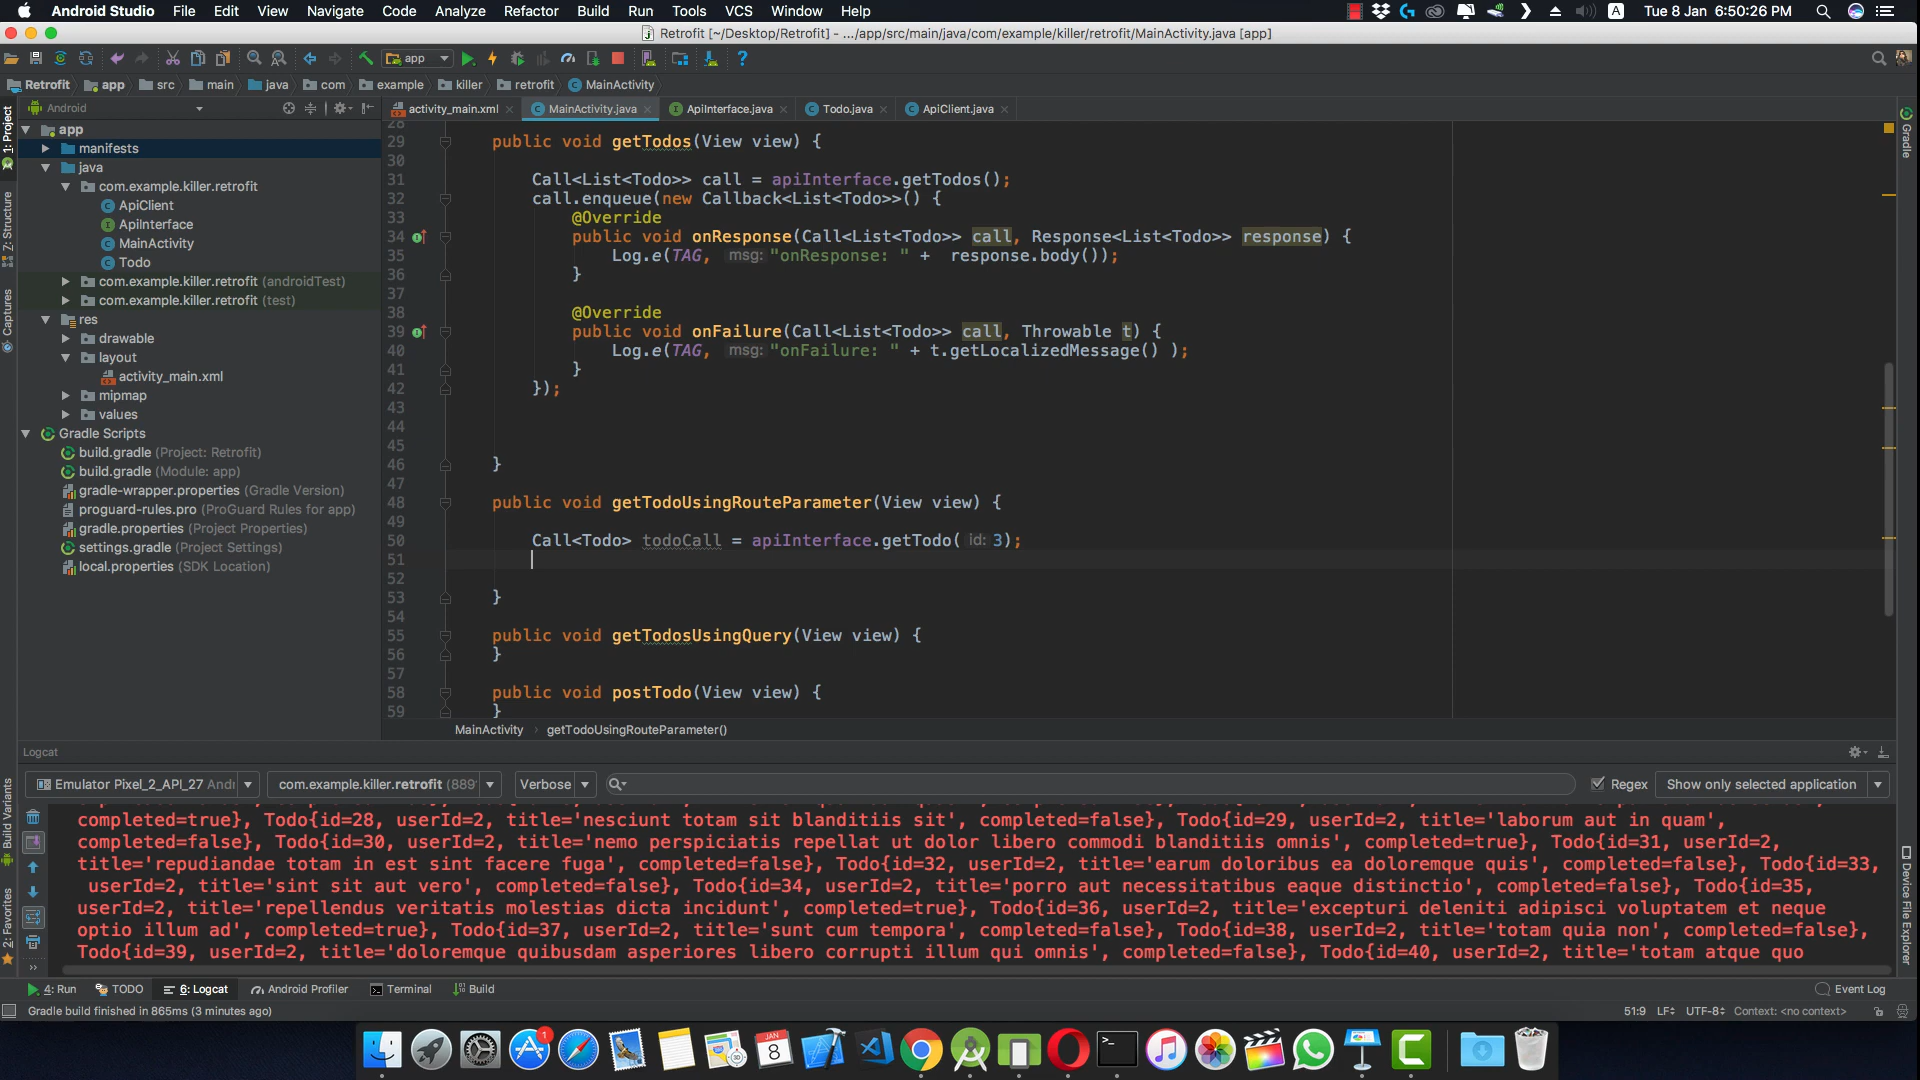 Android Studio File Edit View Navigate Code Analyze Refactor Build Run Tools VCS Window Help A Tue 8 Jan 6:50:26 PM
Retrofit [~/Desktop/Retrofit] - .../app/src/main/java/com/example/killer/retrofit/MainActivity.java [app]
app
Retrofit app src main java com example killer retrofit MainActivity
Android
activity_main.xml MainActivity.java ApiInterface.java Todo.java ApiClient.java
1: Project
Z: Structure
Captures
Build Variants
2: Favorites
Gradle
Device File Explorer
app
manifests
java
com.example.killer.retrofit
ApiClient
ApiInterface
MainActivity
Todo
com.example.killer.retrofit (androidTest)
com.example.killer.retrofit (test)
res
drawable
layout
activity_main.xml
mipmap
values
Gradle Scripts
build.gradle (Project: Retrofit)
build.gradle (Module: app)
gradle-wrapper.properties (Gradle Version)
proguard-rules.pro (ProGuard Rules for app)
gradle.properties (Project Properties)
settings.gradle (Project Settings)
local.properties (SDK Location)
28
29 public void getTodos(View view) {
30
31 Call<List<Todo>> call = apiInterface.getTodos();
32 call.enqueue(new Callback<List<Todo>>() {
33 @Override
34 public void onResponse(Call<List<Todo>> call, Response<List<Todo>> response) {
35 Log.e(TAG, msg: "onResponse: " + response.body());
36 }
37
38 @Override
39 public void onFailure(Call<List<Todo>> call, Throwable t) {
40 Log.e(TAG, msg: "onFailure: " + t.getLocalizedMessage() );
41 }
42 });
43
44
45
46 }
47
48 public void getTodoUsingRouteParameter(View view) {
49
50 Call<Todo> todoCall = apiInterface.getTodo( id: 3);
51
52
53 }
54
55 public void getTodosUsingQuery(View view) {
56 }
57
58 public void postTodo(View view) {
59 }
MainActivity getTodoUsingRouteParameter()
Logcat
Emulator Pixel_2_API_27 Andr com.example.killer.retrofit (889 Verbose Regex Show only selected application
completed=true}, Todo{id=28, userId=2, title='nesciunt totam sit blanditiis sit', completed=false}, Todo{id=29, userId=2, title='laborum aut in quam',
completed=false}, Todo{id=30, userId=2, title='nemo perspiciatis repellat ut dolor libero commodi blanditiis omnis', completed=true}, Todo{id=31, userId=2,
title='repudiandae totam in est sint facere fuga', completed=false}, Todo{id=32, userId=2, title='earum doloribus ea doloremque quis', completed=false}, Todo{id=33,
userId=2, title='sint sit aut vero', completed=false}, Todo{id=34, userId=2, title='porro aut necessitatibus eaque distinctio', completed=false}, Todo{id=35,
userId=2, title='repellendus veritatis molestias dicta incidunt', completed=true}, Todo{id=36, userId=2, title='excepturi deleniti adipisci voluptatem et neque
optio illum ad', completed=true}, Todo{id=37, userId=2, title='sunt cum tempora', completed=false}, Todo{id=38, userId=2, title='totam quia non', completed=false},
Todo{id=39, userId=2, title='doloremque quibusdam asperiores libero corrupti illum qui omnis', completed=false}, Todo{id=40, userId=2, title='totam atque quo
4: Run TODO 6: Logcat Android Profiler Terminal Build Event Log
Gradle build finished in 865ms (3 minutes ago) 51:9 LF UTF-8 Context: <no context>
1
JAN
8